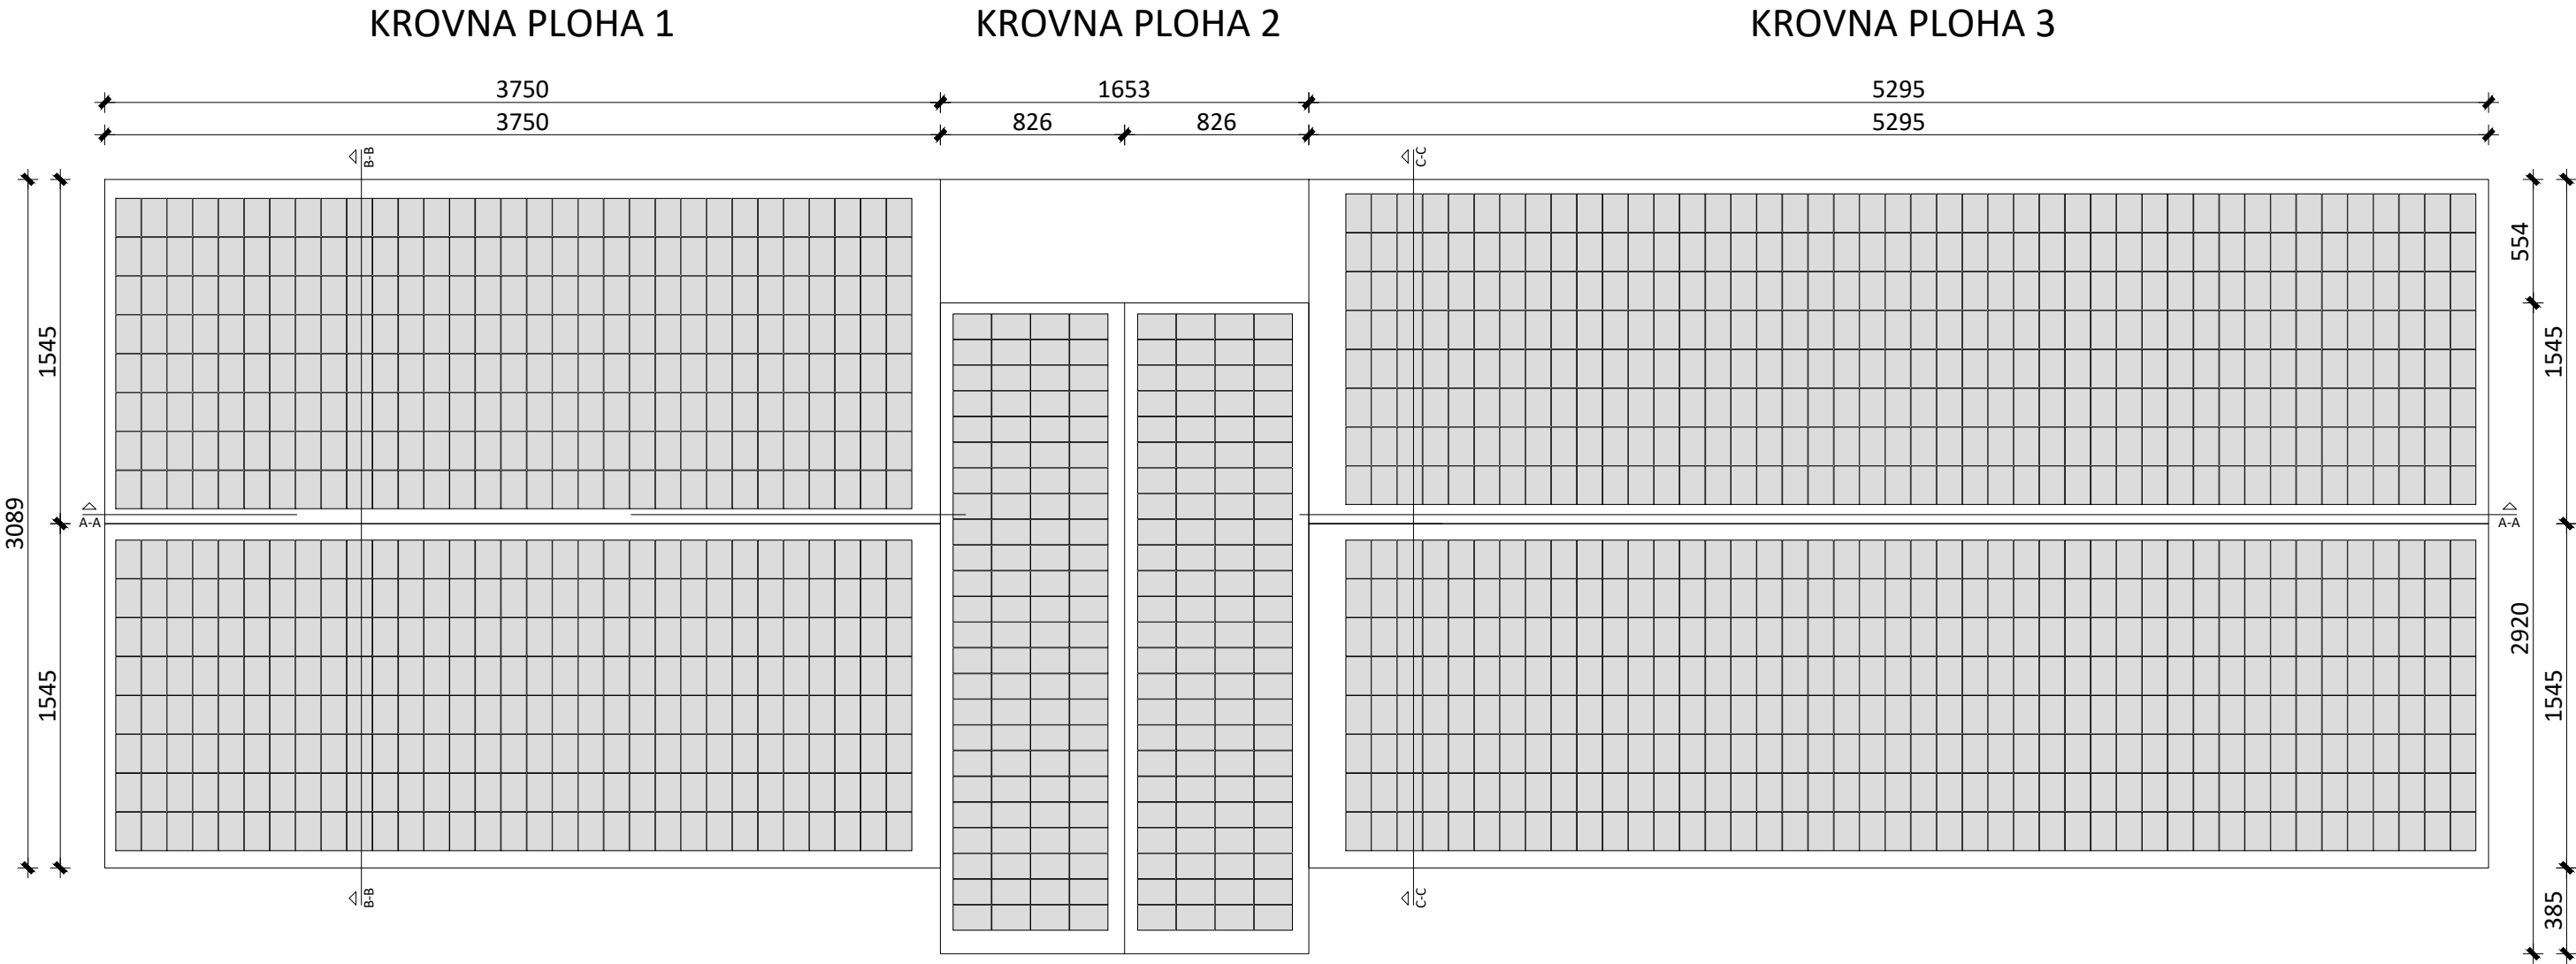 KROVNA PLOHA 1
KROVNA PLOHA 2
KROVNA PLOHA 3
3750
1653
5295
3750
826
826
5295
B-B
C-C
554
1545
1545
3089
A-A
A-A
1545
2920
1545
385
B-B
C-C